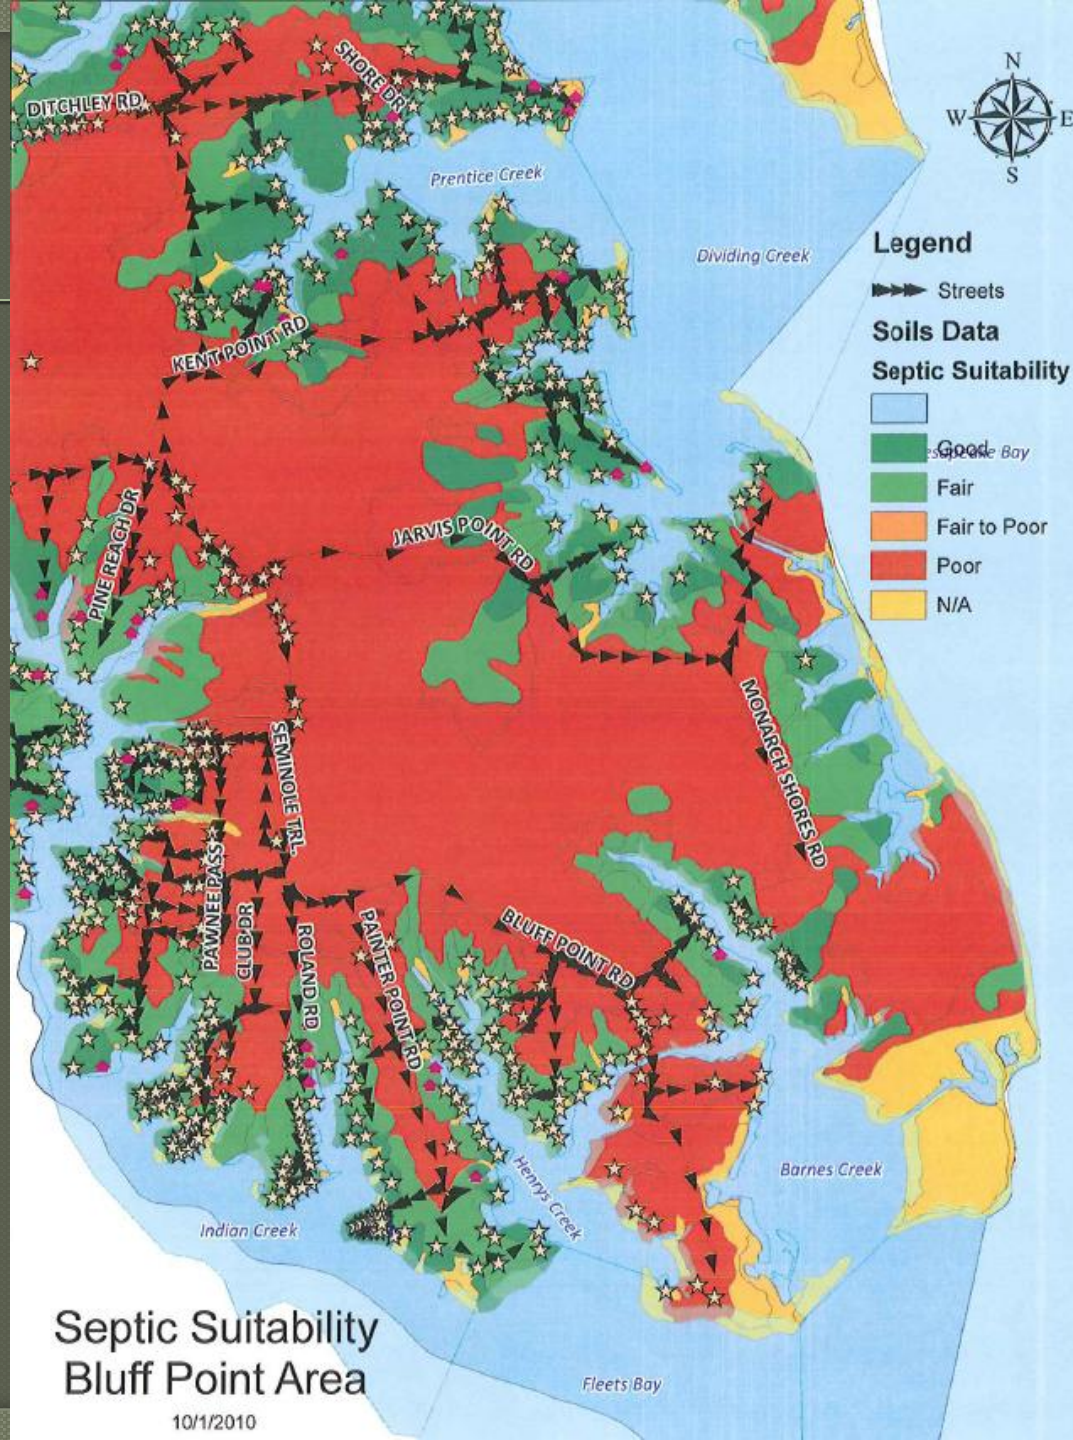 DITCHLEY RD
SHORE DR
Prentice Creek
N
W E
S
Dividing Creek
Legend
Streets
Soils Data
Septic Suitability
Good
Fair
Fair to Poor
Poor
N/A
esapeake Bay
KENT POINT RD
PINE REACH DR
JARVIS POINT RD
MONARCH SHORES RD
SEMINOLE TRL.
PAWNEE PASS
CLUB DR
ROLAND RD
PAINTER POINT RD
BLUFF POINT RD
Henrys Creek
Barnes Creek
Indian Creek
Fleets Bay
Septic Suitability
Bluff Point Area
10/1/2010